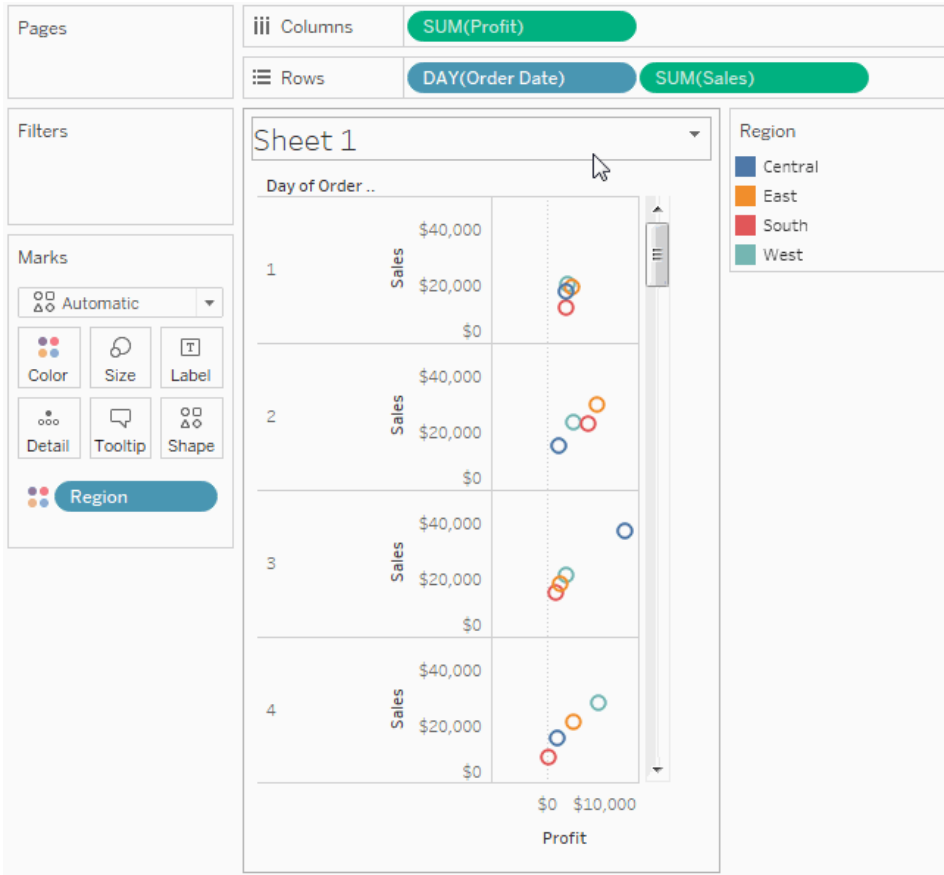 Pages
Columns
SUM(Profit)
Rows
DAY(Order Date)
SUM(Sales)
Filters
Marks
Automatic
Color
Size
Label
Detail
Tooltip
Shape
Region
Sheet 1
Day of Order ..
1
Sales
$40,000
$20,000
$0
2
Sales
$40,000
$20,000
$0
3
Sales
$40,000
$20,000
$0
4
Sales
$40,000
$20,000
$0
$0 $10,000
Profit
Region
Central
East
South
West